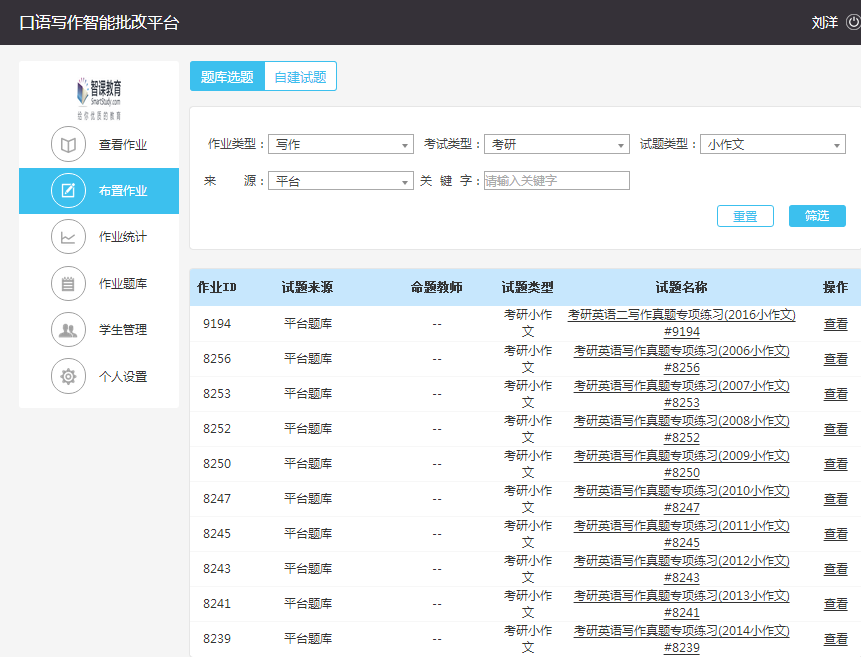 口语写作智能批改平台
刘洋
智课教育
SmartStudy.com
给你优质的教育
查看作业
布置作业
作业统计
作业题库
学生管理
个人设置
题库选题 自建试题
作业类型： 写作 考试类型： 考研 试题类型： 小作文
来 源： 平台 关 键 字： 请输入关键字
重置 筛选
作业ID 试题来源 命题教师 试题类型 试题名称 操作
9194 平台题库 -- 考研小作文 考研英语二写作真题专项练习(2016小作文)#9194 查看
8256 平台题库 -- 考研小作文 考研英语写作真题专项练习(2006小作文)#8256 查看
8253 平台题库 -- 考研小作文 考研英语写作真题专项练习(2007小作文)#8253 查看
8252 平台题库 -- 考研小作文 考研英语写作真题专项练习(2008小作文)#8252 查看
8250 平台题库 -- 考研小作文 考研英语写作真题专项练习(2009小作文)#8250 查看
8247 平台题库 -- 考研小作文 考研英语写作真题专项练习(2010小作文)#8247 查看
8245 平台题库 -- 考研小作文 考研英语写作真题专项练习(2011小作文)#8245 查看
8243 平台题库 -- 考研小作文 考研英语写作真题专项练习(2012小作文)#8243 查看
8241 平台题库 -- 考研小作文 考研英语写作真题专项练习(2013小作文)#8241 查看
8239 平台题库 -- 考研小作文 考研英语写作真题专项练习(2014小作文)#8239 查看